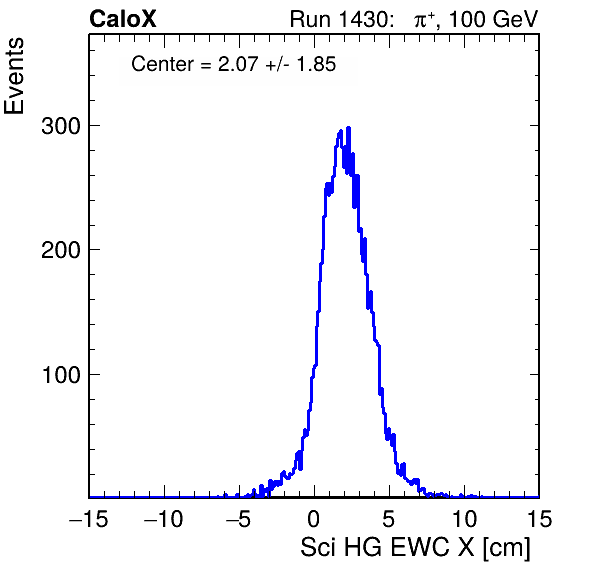 CaloX Run 1430: π⁺, 100 GeV
Center = 2.07 +/- 1.85
Events
300
200
100
−15 −10 −5 0 5 10 15
Sci HG EWC X [cm]